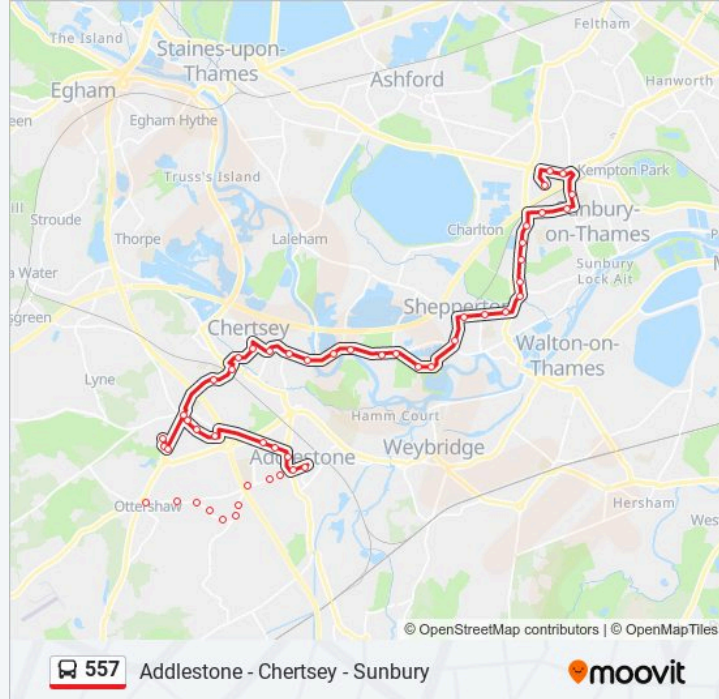 Feltham
The Island
Staines-upon-
Thames
Ashford
Hanworth
Egham
een
Egham Hythe
Kempton Park
Truss's Island
Stroude
Charlton
nbury-
on-Thames
Thorpe
Laleham
a Water
Sunbury
Lock Ait
sgreen
Shepperton
Chertsey
Walton-on-
Thames
Lyne
Hamm Court
Weybridge
Addlestone
Ottershaw
Hersham
Wes
© OpenStreetMap contributors | © OpenMapTiles
557 Addlestone - Chertsey - Sunbury
moovit